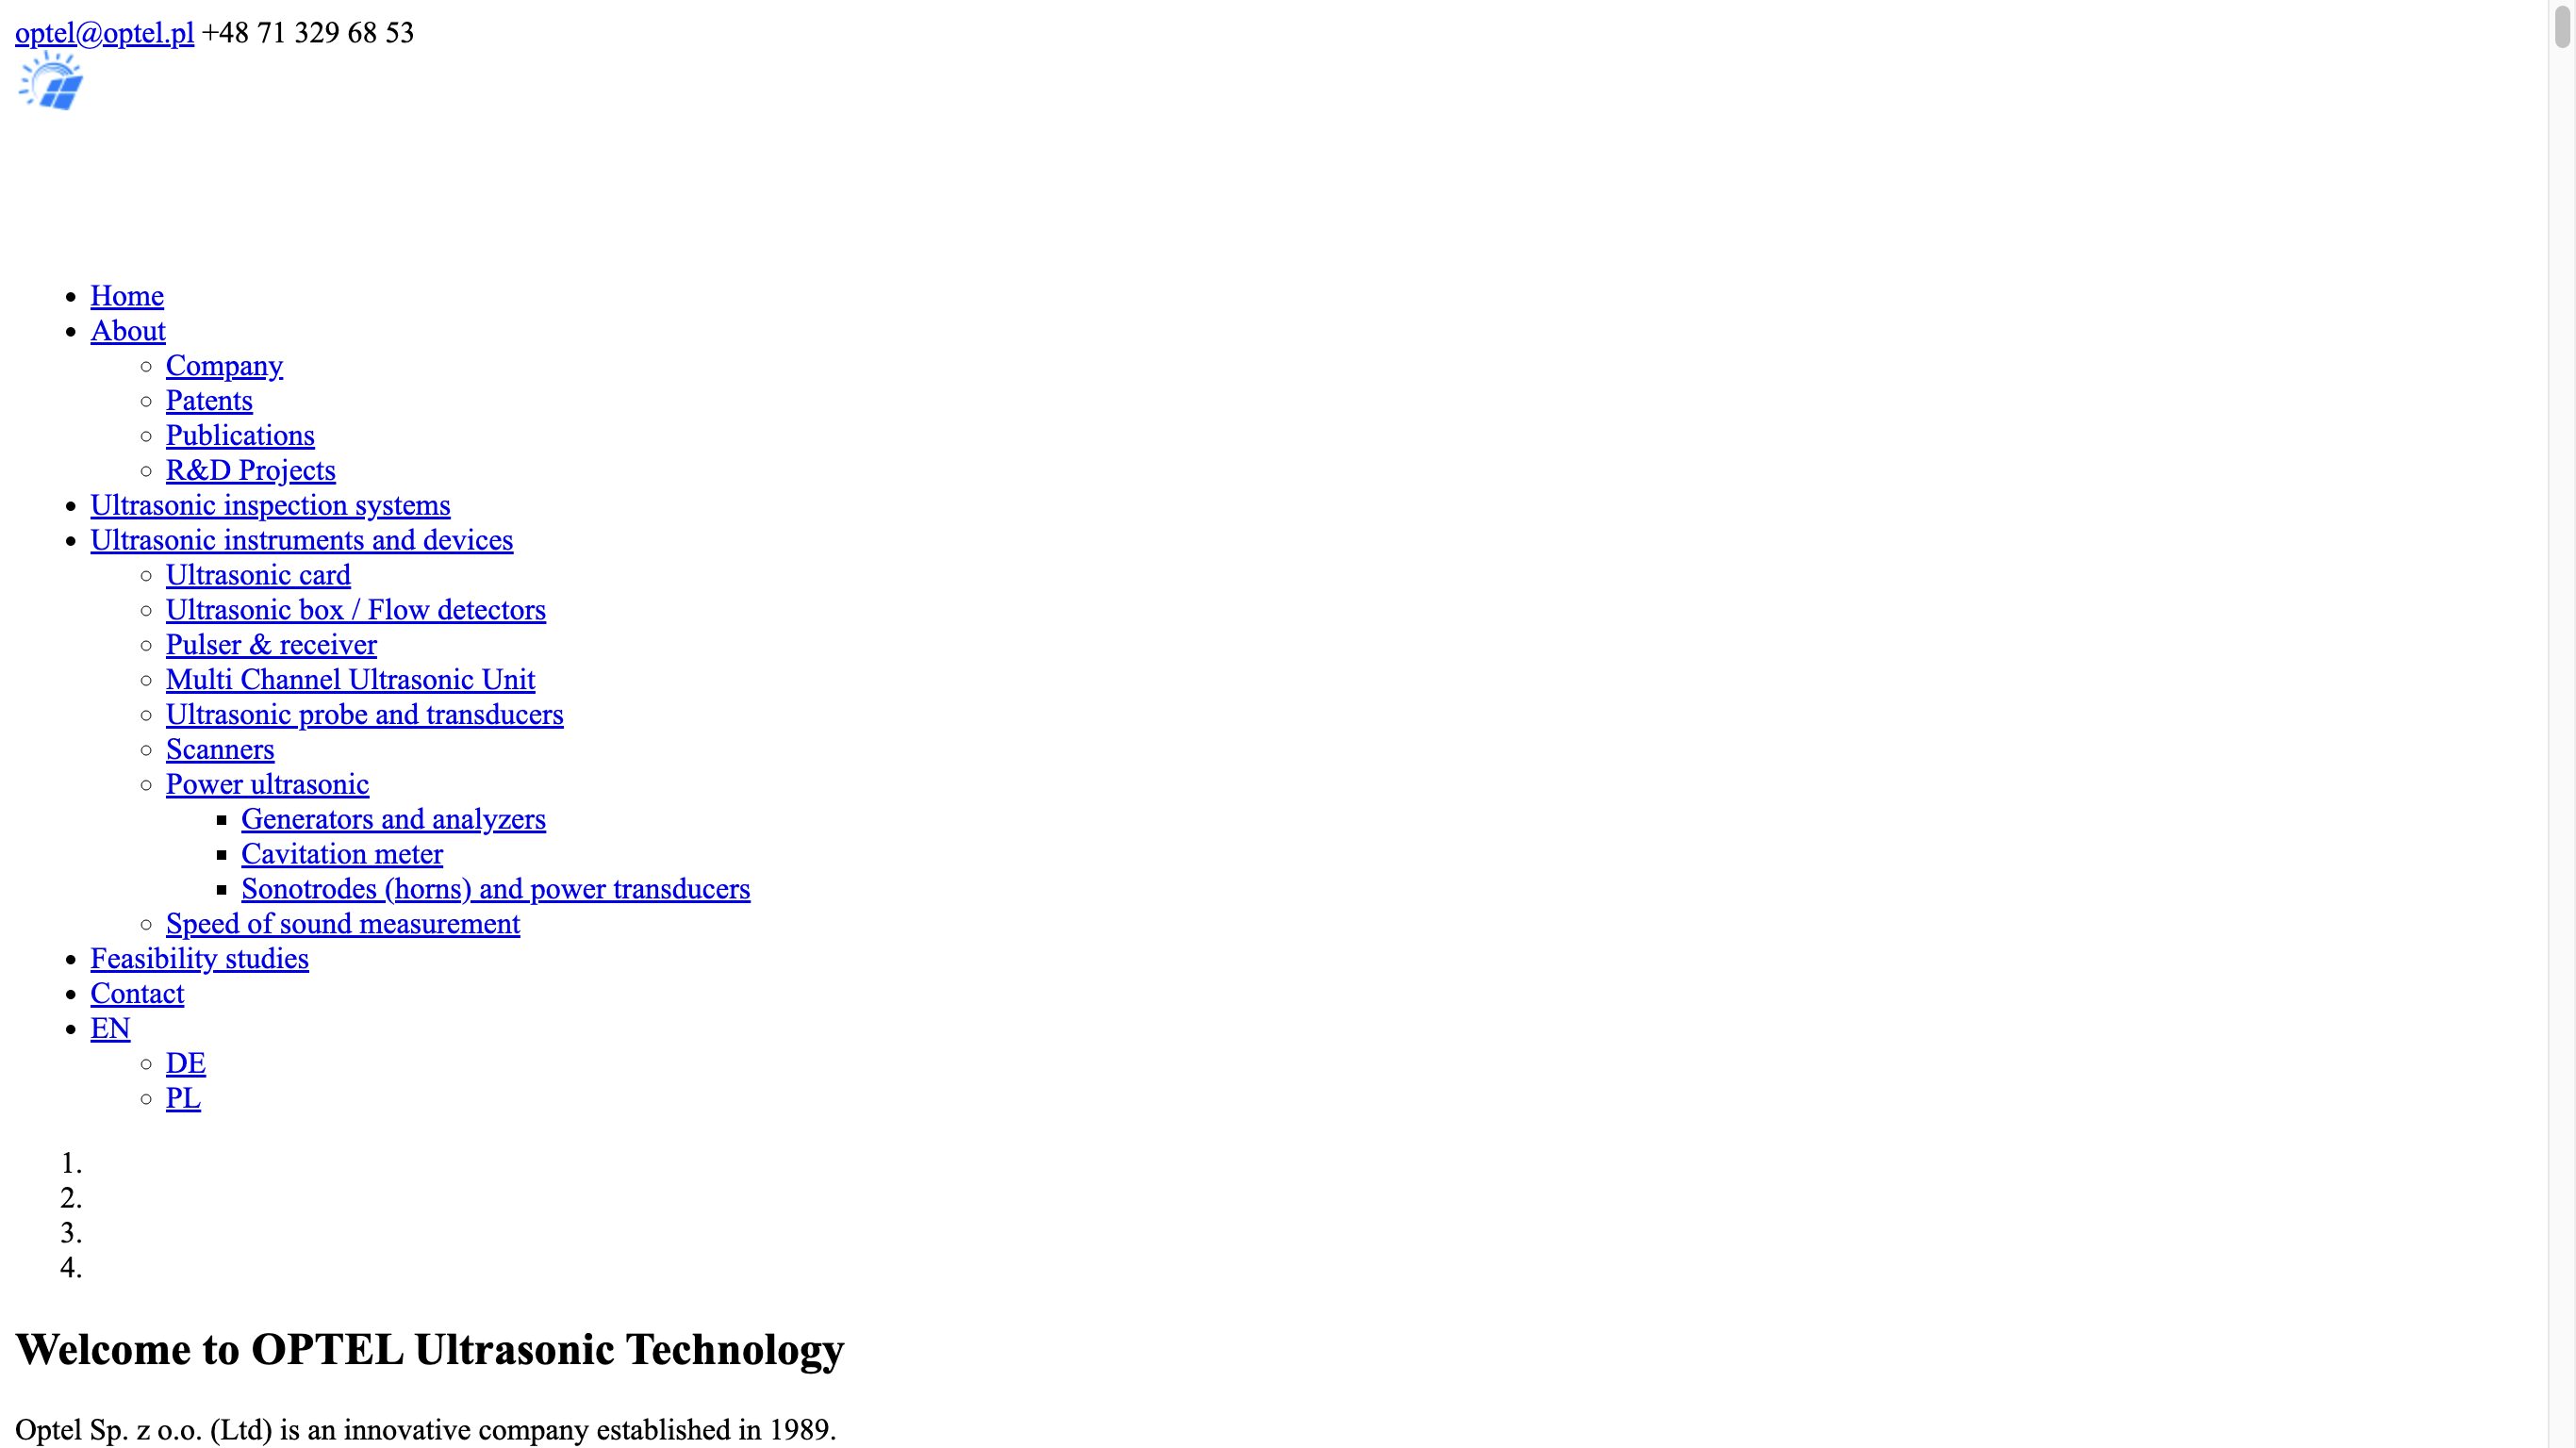 optel@optel.pl +48 71 329 68 53
Home
About
Company
Patents
Publications
R&D Projects
Ultrasonic inspection systems
Ultrasonic instruments and devices
Ultrasonic card
Ultrasonic box / Flow detectors
Pulser & receiver
Multi Channel Ultrasonic Unit
Ultrasonic probe and transducers
Scanners
Power ultrasonic
Generators and analyzers
Cavitation meter
Sonotrodes (horns) and power transducers
Speed of sound measurement
Feasibility studies
Contact
EN
DE
PL
1.
2.
3.
4.
Welcome to OPTEL Ultrasonic Technology
Optel Sp. z o.o. (Ltd) is an innovative company established in 1989.